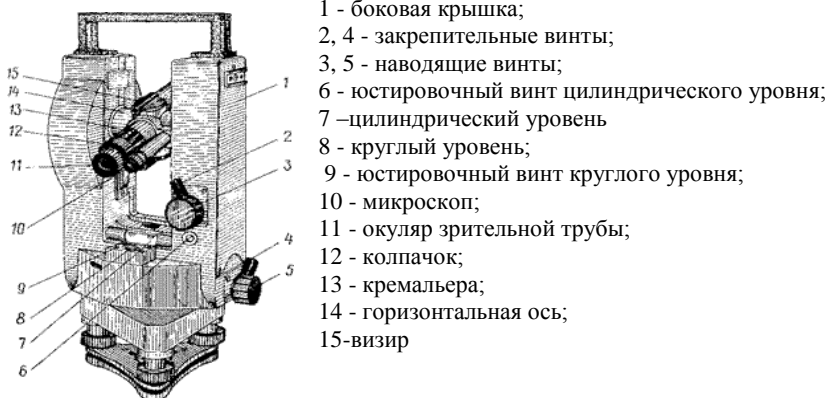 1 - боковая крышка;
2, 4 - закрепительные винты;
3, 5 - наводящие винты;
6 - юстировочный винт цилиндрического уровня;
7 –цилиндрический уровень
8 - круглый уровень;
9 - юстировочный винт круглого уровня;
10 - микроскоп;
11 - окуляр зрительной трубы;
12 - колпачок;
13 - кремальера;
14 - горизонтальная ось;
15-визир
15
14
13
12
11
10
9
8
7
6
1
2
3
4
5